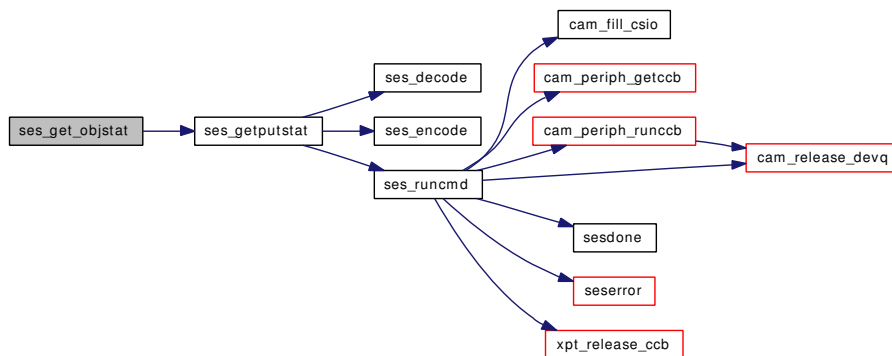 ses_get_objstat
ses_getputstat
ses_decode
ses_encode
ses_runcmd
cam_fill_csio
cam_periph_getccb
cam_periph_runccb
cam_release_devq
sesdone
seserror
xpt_release_ccb